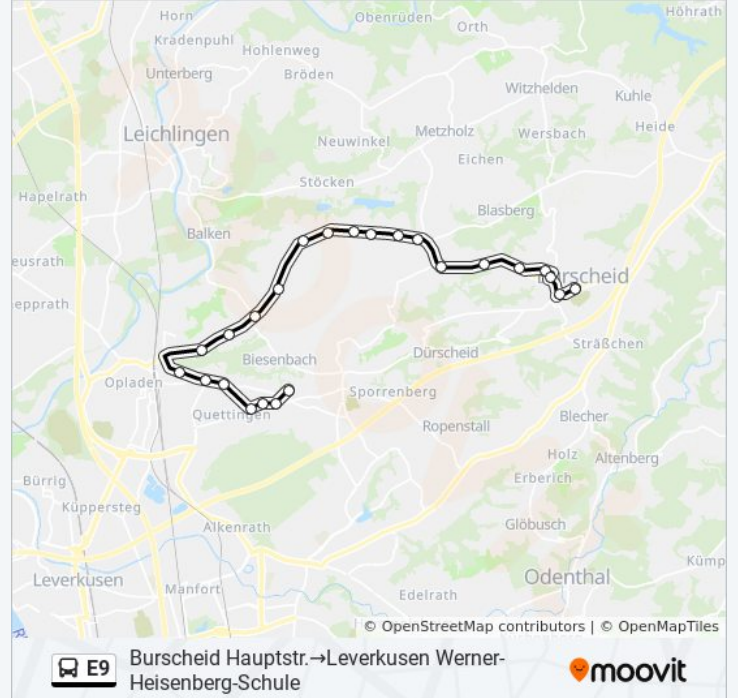 Horn
Obenrüden
Höhrath
Orth
Kradenpuhl
Hohlenweg
Unterberg
Bröden
Witzhelden
Kuhle
Leichlingen
Metzholz
Wersbach
Heide
Neuwinkel
Eichen
Stöcken
Hapelrath
Blasberg
Balken
eusrath
urscheid
epprath
Sträßchen
Dürscheid
Biesenbach
Opladen
Sporrenberg
Quettingen
Blecher
Ropenstall
Holz
Altenberg
Bürrig
Erberich
Küppersteg
Alkenrath
Glöbusch
Kümp
Leverkusen
Odenthal
Manfort
Edelrath
© OpenStreetMap contributors | © OpenMapTiles
E9
Burscheid Hauptstr.→Leverkusen Werner-
Heisenberg-Schule
moovit